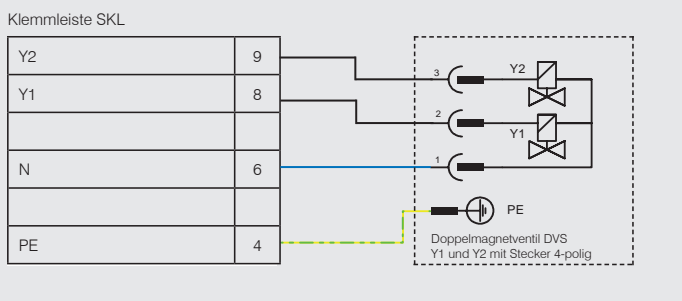 Klemmleiste SKL
Y2 9
Y1 8
N 6
PE 4
3
Y2
2
Y1
1
PE
Doppelmagnetventil DVS
Y1 und Y2 mit Stecker 4-polig